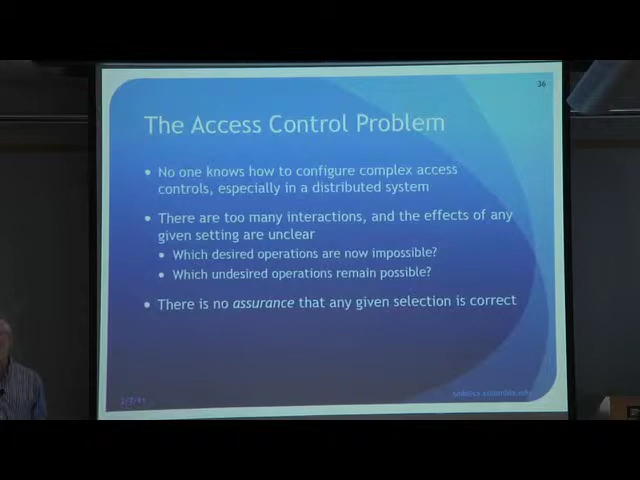 36
The Access Control Problem
• No one knows how to configure complex access
controls, especially in a distributed system
• There are too many interactions, and the effects of any
given setting are unclear
• Which desired operations are now impossible?
• Which undesired operations remain possible?
• There is no assurance that any given selection is correct